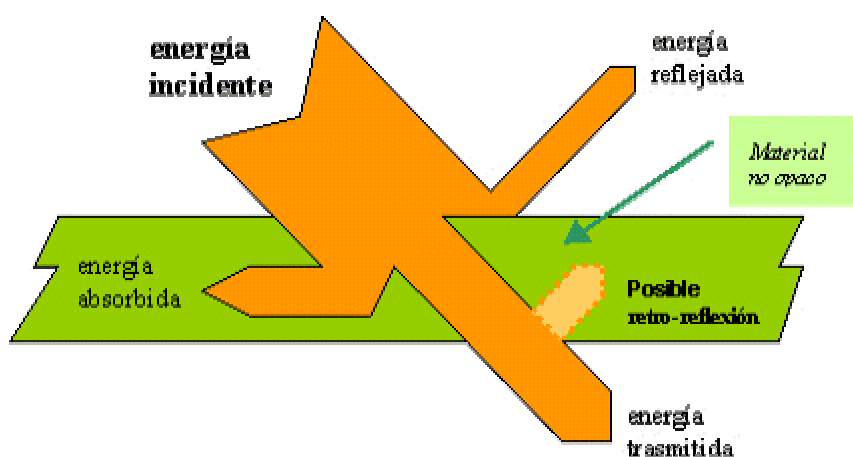 energía
incidente
energía
reflejada
Material
no opaco
energía
absorbida
Posible
retro-reflexión
energía
trasmitida